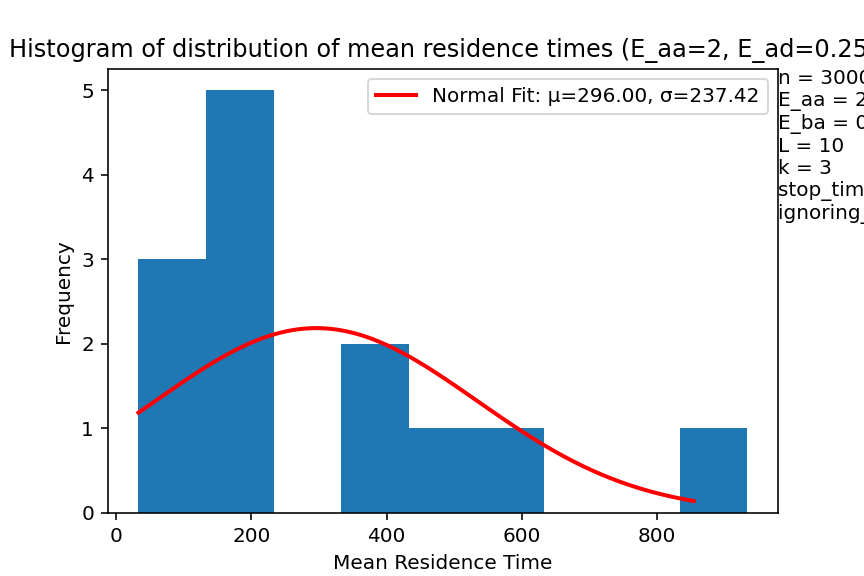 Histogram of distribution of mean residence times (E_aa=2, E_ad=0.25
n = 3000
E_aa = 2
E_ba = 0
L = 10
k = 3
stop_tim
ignoring_
Normal Fit: μ=296.00, σ=237.42
5
4
3
2
1
0
Frequency
0 200 400 600 800
Mean Residence Time